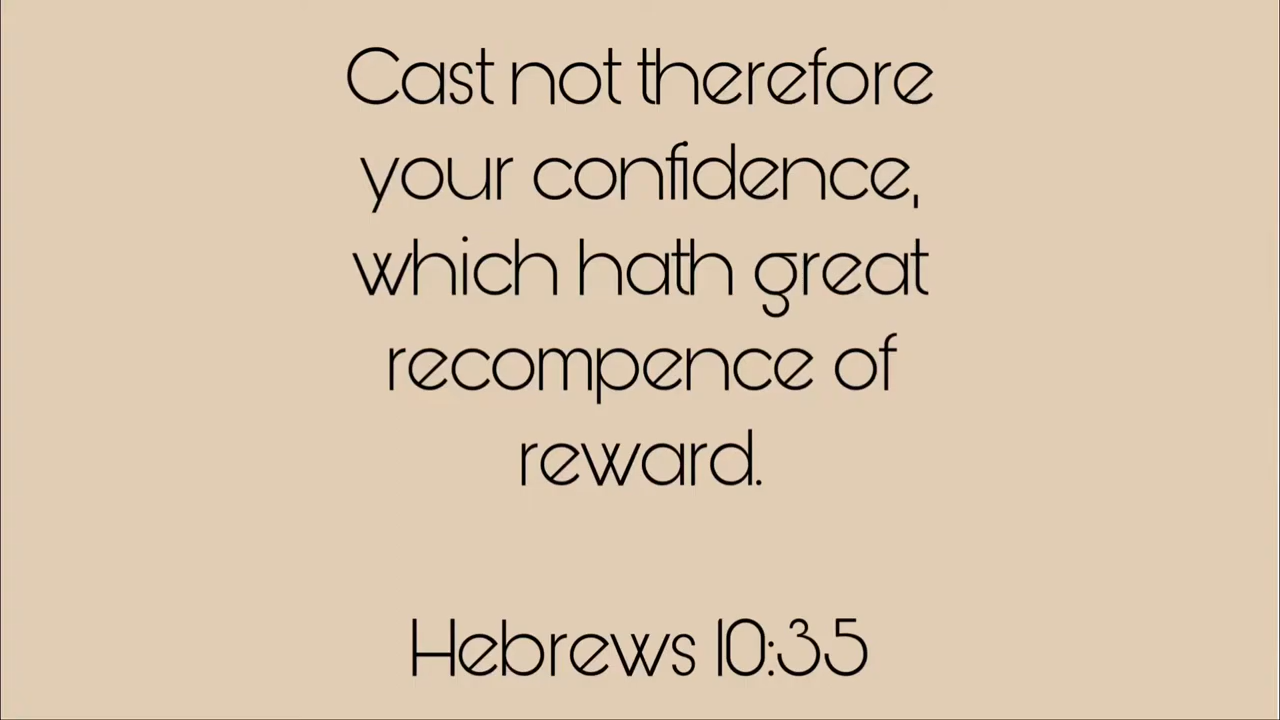 Cast not therefore
your confidence,
which hath great
recompence of
reward.
Hebrews 10:35